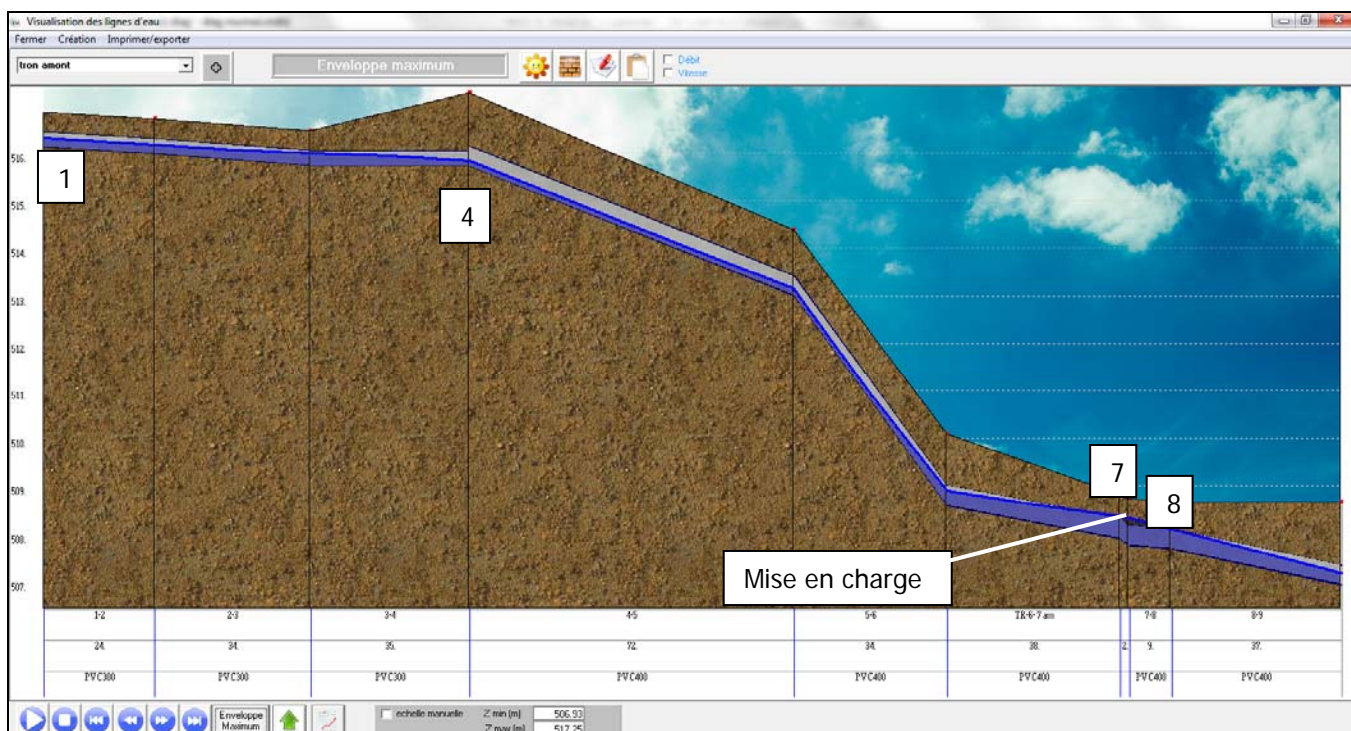 Visualisation des lignes d'eau
Fermer Création Imprimer/exporter
tron amont
Enveloppe maximum
Débit
Vitesse
516.
515.
514.
513.
512.
511.
510.
509.
508.
507.
1
4
7
8
Mise en charge
1-2 2-3 3-4 4-5 5-6 TR-6-7 am 7-8 8-9
24. 34. 35. 72. 34. 38. 2. 9. 37.
PVC300 PVC300 PVC300 PVC400 PVC400 PVC400 PVC400 PVC400
Enveloppe Maximum
echelle manuelle
Z min (m) 506.93
Z max (m) 517.25